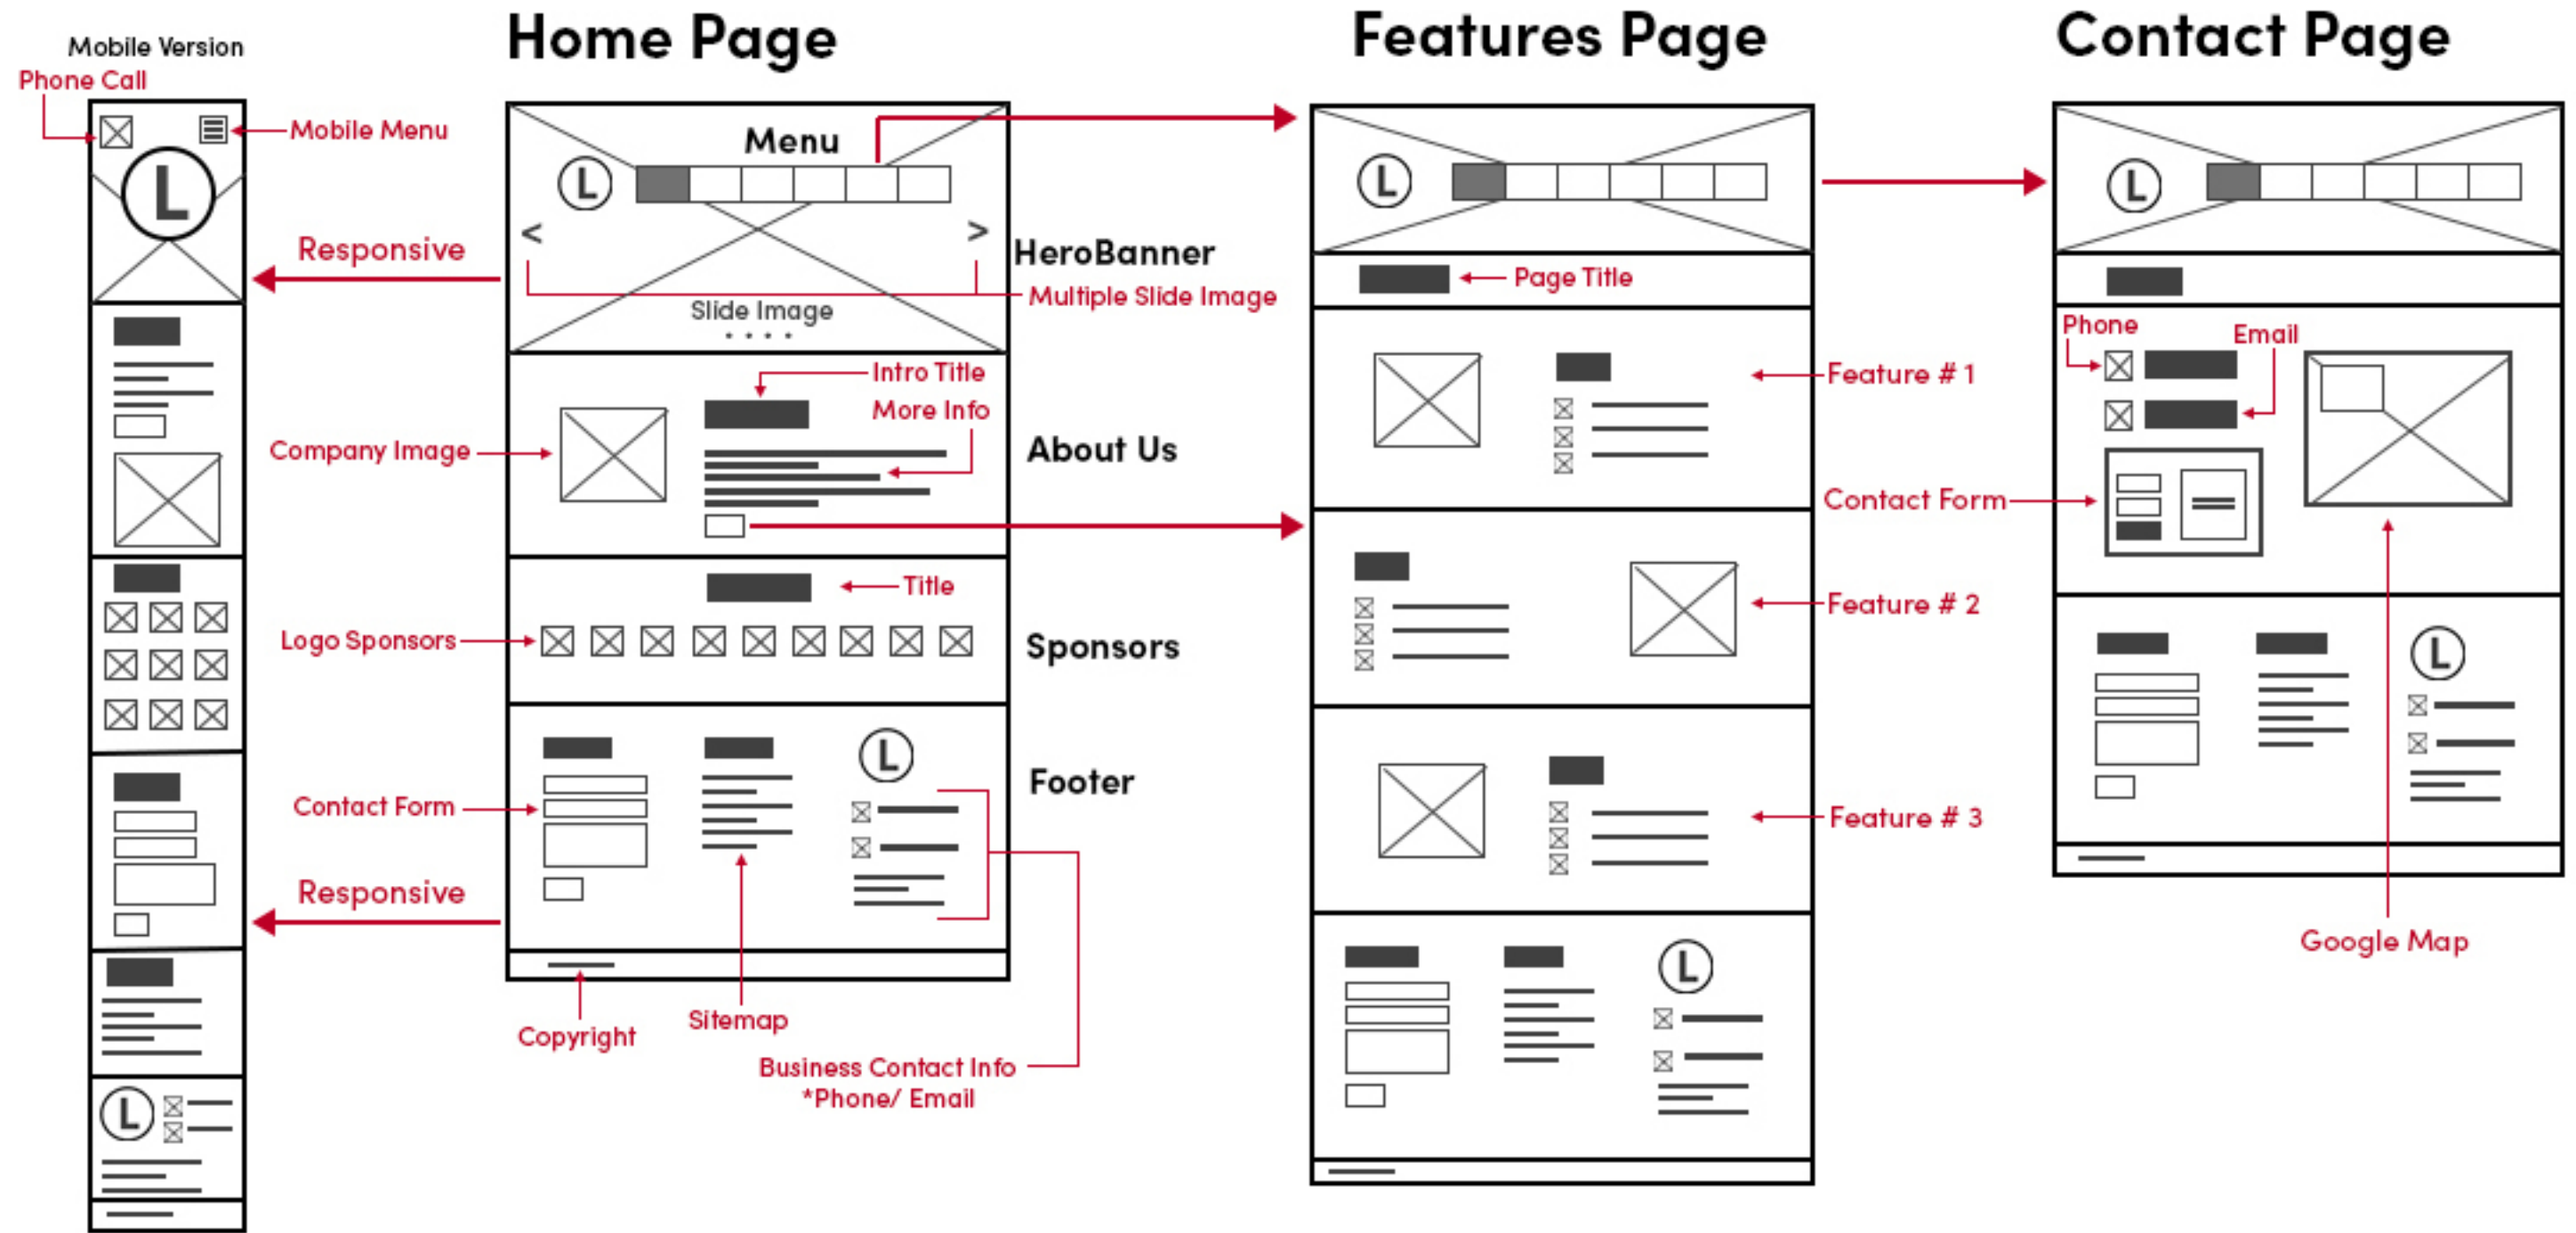 Home Page
Features Page
Contact Page
Mobile Version
Phone Call
Mobile Menu
L
Responsive
Menu
L
<
>
Slide Image
HeroBanner
Multiple Slide Image
Intro Title
More Info
Company Image
About Us
Title
Logo Sponsors
Sponsors
L
Contact Form
Footer
Responsive
Copyright
Sitemap
Business Contact Info
*Phone/ Email
L
L
Page Title
Feature # 1
Feature # 2
Feature # 3
L
L
Phone
Email
Contact Form
L
Google Map